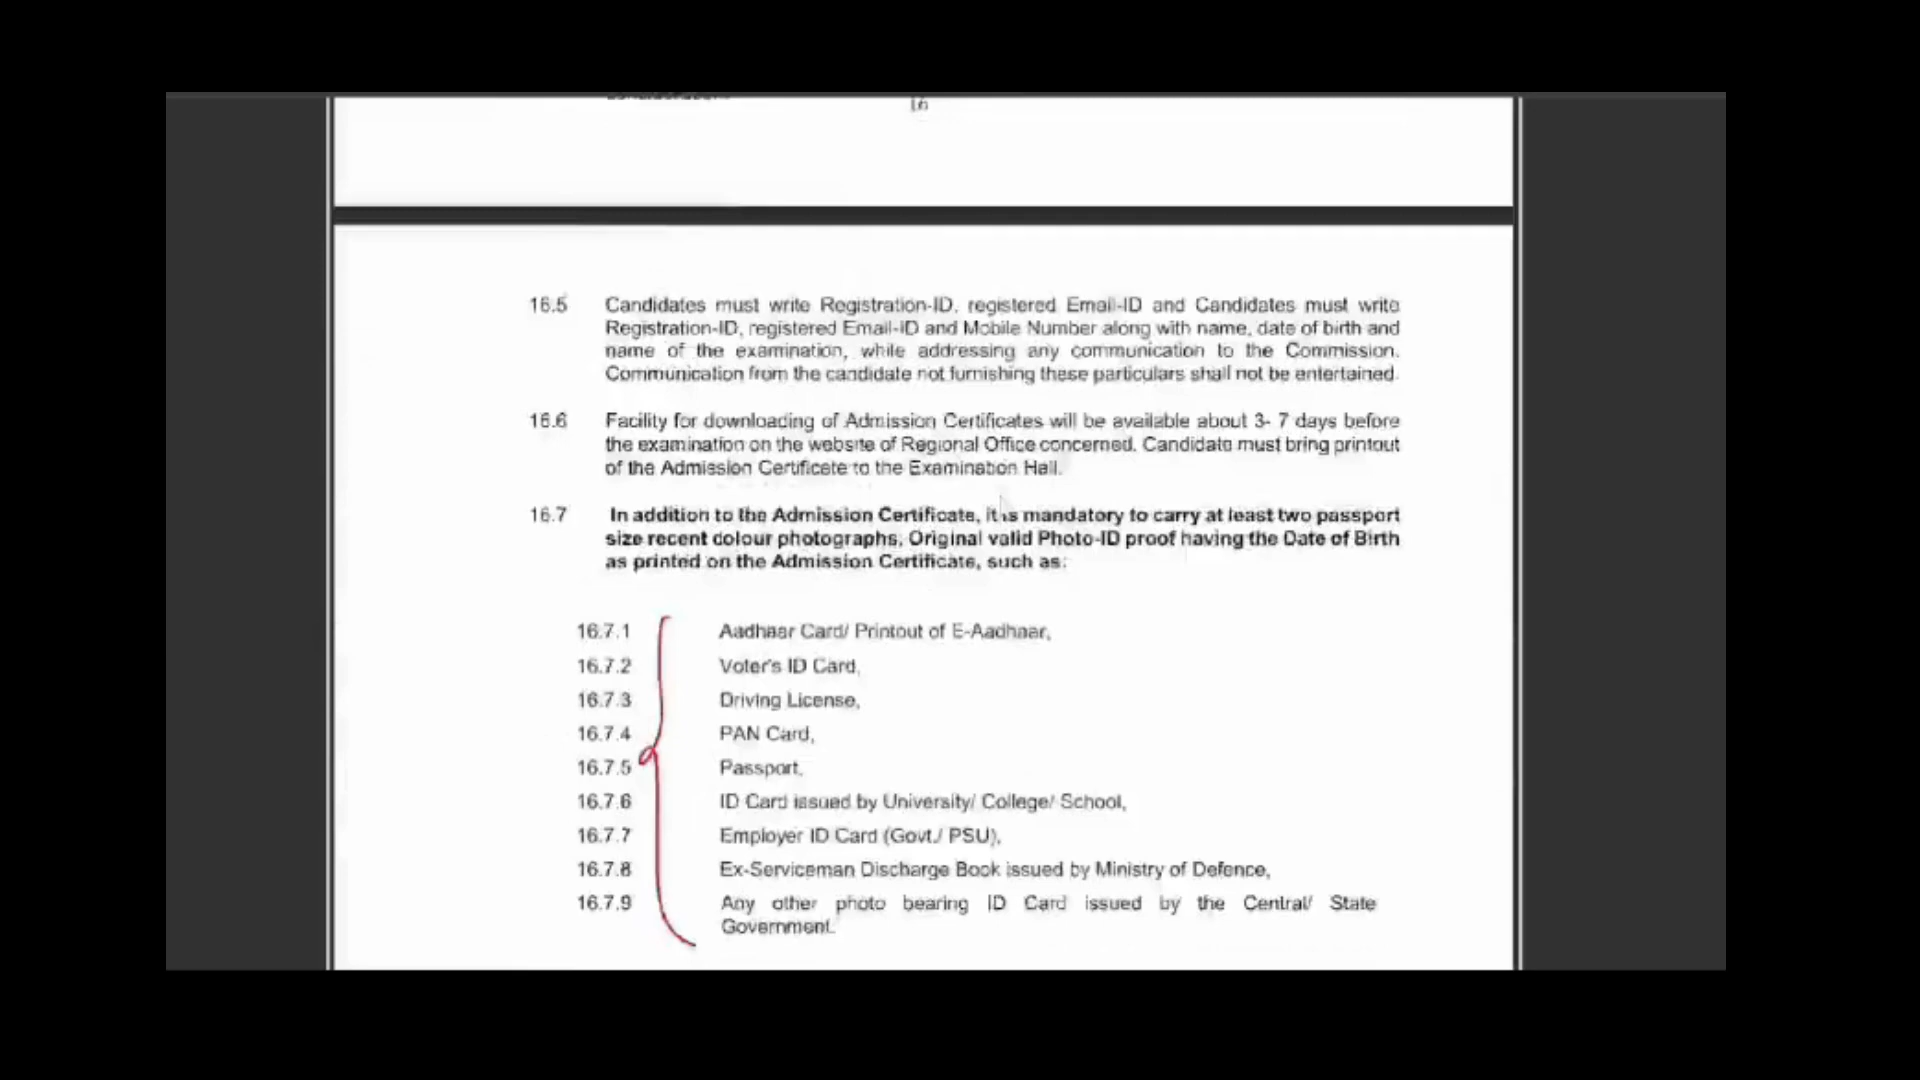 16
16.5 Candidates must write Registration-ID, registered Email-ID and Candidates must write
Registration-ID, registered Email-ID and Mobile Number along with name, date of birth and
name of the examination, while addressing any communication to the Commission.
Communication from the candidate not furnishing these particulars shall not be entertained.
16.6 Facility for downloading of Admission Certificates will be available about 3- 7 days before
the examination on the website of Regional Office concerned. Candidate must bring printout
of the Admission Certificate to the Examination Hall.
16.7 In addition to the Admission Certificate, it is mandatory to carry at least two passport
size recent colour photographs, Original valid Photo-ID proof having the Date of Birth
as printed on the Admission Certificate, such as:
16.7.1 Aadhaar Card/ Printout of E-Aadhaar,
16.7.2 Voter's ID Card,
16.7.3 Driving License,
16.7.4 PAN Card,
16.7.5 Passport,
16.7.6 ID Card issued by University/ College/ School,
16.7.7 Employer ID Card (Govt./ PSU),
16.7.8 Ex-Serviceman Discharge Book issued by Ministry of Defence,
16.7.9 Any other photo bearing ID Card issued by the Central/ State
Government.